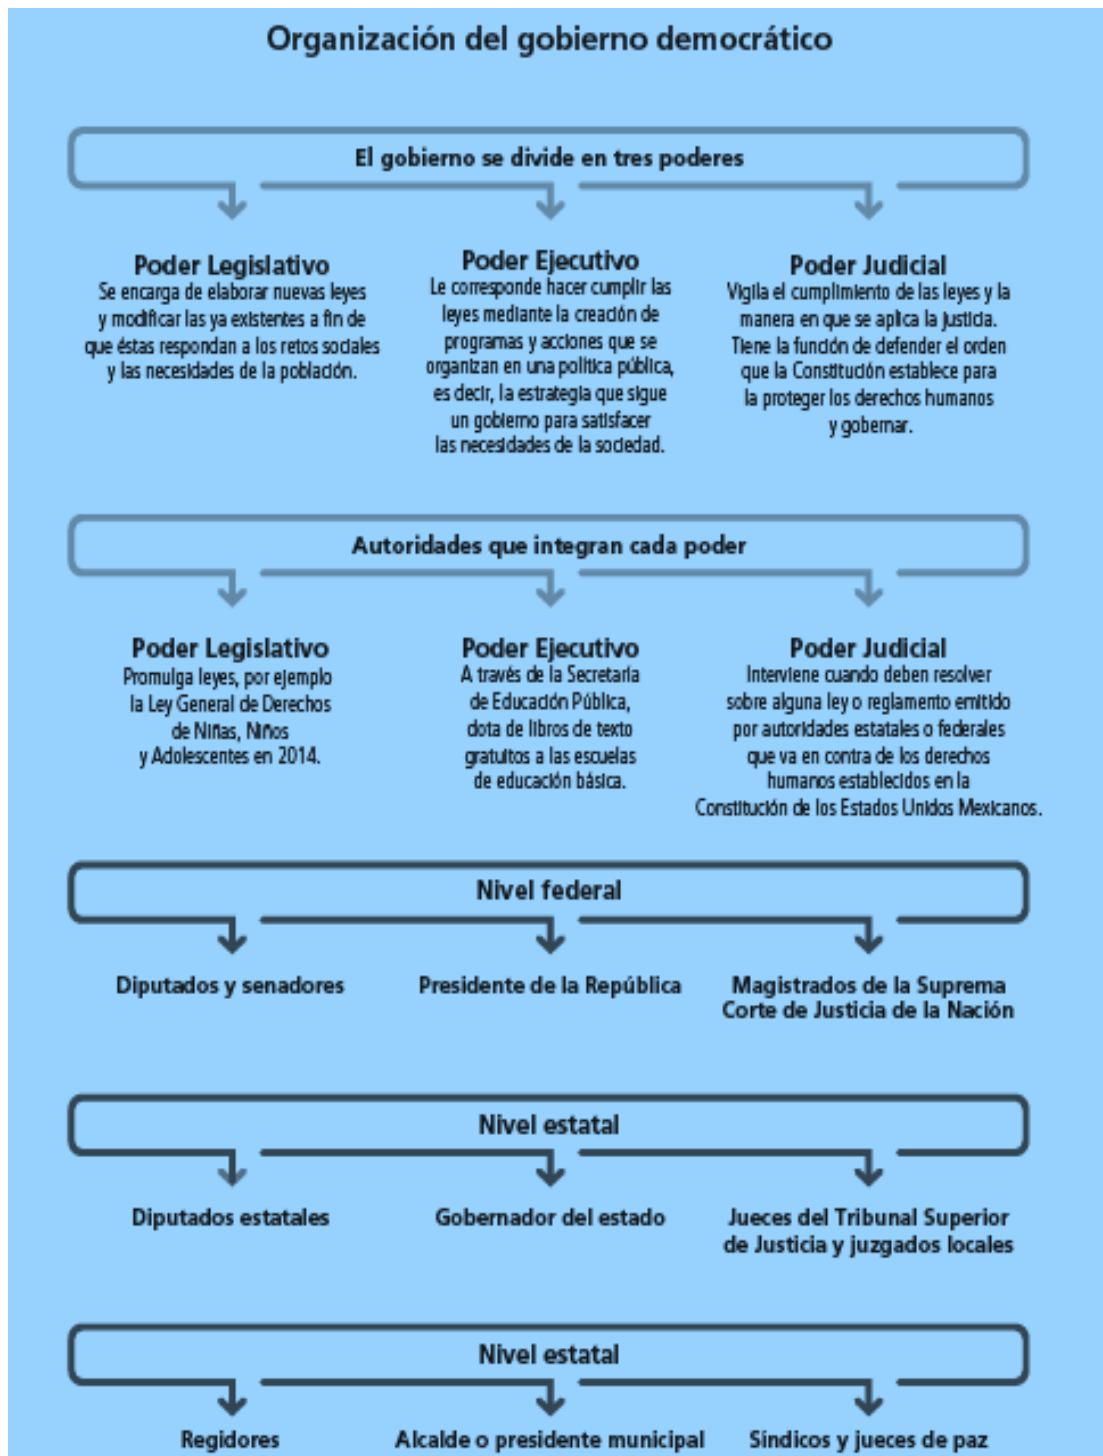 Organización del gobierno democrático
El gobierno se divide en tres poderes
Poder Legislativo
Se encarga de elaborar nuevas leyes
y modificar las ya existentes a fin de
que éstas respondan a los retos sociales
y las necesidades de la población.
Poder Ejecutivo
Le corresponde hacer cumplir las
leyes mediante la creación de
programas y acciones que se
organizan en una política pública,
es decir, la estrategia que sigue
un gobierno para satisfacer
las necesidades de la sociedad.
Poder Judicial
Vigila el cumplimiento de las leyes y la
manera en que se aplica la justicia.
Tiene la función de defender el orden
que la Constitución establece para
la proteger los derechos humanos
y gobernar.
Autoridades que integran cada poder
Poder Legislativo
Promulga leyes, por ejemplo
la Ley General de Derechos
de Niñas, Niños
y Adolescentes en 2014.
Poder Ejecutivo
A través de la Secretaría
de Educación Pública,
dota de libros de texto
gratuitos a las escuelas
de educación básica.
Poder Judicial
Interviene cuando deben resolver
sobre alguna ley o reglamento emitido
por autoridades estatales o federales
que va en contra de los derechos
humanos establecidos en la
Constitución de los Estados Unidos Mexicanos.
Nivel federal
Diputados y senadores
Presidente de la República
Magistrados de la Suprema
Corte de Justicia de la Nación
Nivel estatal
Diputados estatales
Gobernador del estado
Jueces del Tribunal Superior
de Justicia y juzgados locales
Nivel estatal
Regidores
Alcalde o presidente municipal
Síndicos y jueces de paz